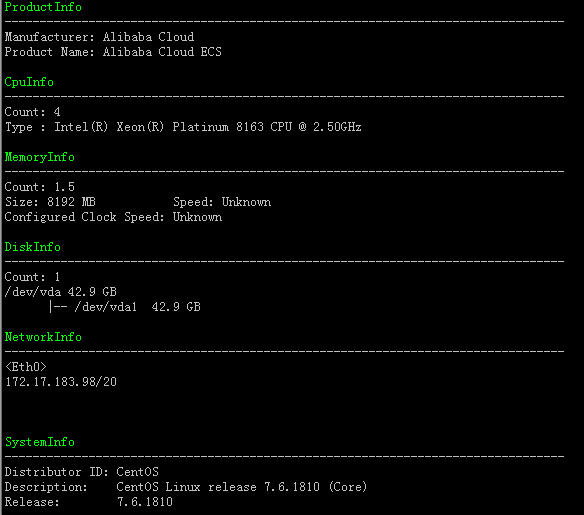 ProductInfo
--------------------------------------------------------------------------------
Manufacturer: Alibaba Cloud
Product Name: Alibaba Cloud ECS
CpuInfo
--------------------------------------------------------------------------------
Count: 4
Type : Intel(R) Xeon(R) Platinum 8163 CPU @ 2.50GHz
MemoryInfo
--------------------------------------------------------------------------------
Count: 1.5
Size: 8192 MB           Speed: Unknown
Configured Clock Speed: Unknown
DiskInfo
--------------------------------------------------------------------------------
Count: 1
/dev/vda 42.9 GB
      |-- /dev/vda1  42.9 GB
NetworkInfo
--------------------------------------------------------------------------------
<Eth0>
172.17.183.98/20
SystemInfo
--------------------------------------------------------------------------------
Distributor ID: CentOS
Description:    CentOS Linux release 7.6.1810 (Core)
Release:        7.6.1810